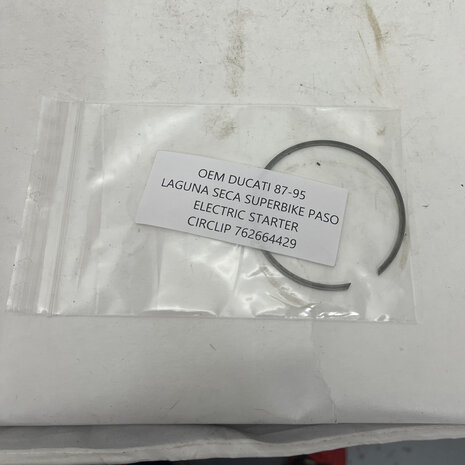 OEM DUCATI 87-95
LAGUNA SECA SUPERBIKE PASO
ELECTRIC STARTER
CIRCLIP 762664429